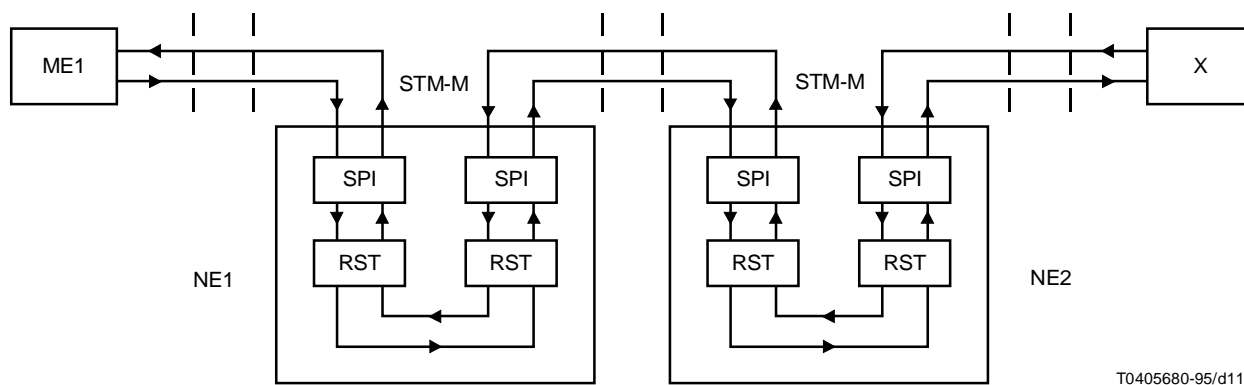 ME1
STM-M
STM-M
X
SPI
SPI
SPI
SPI
RST
RST
RST
RST
NE1
NE2
T0405680-95/d11